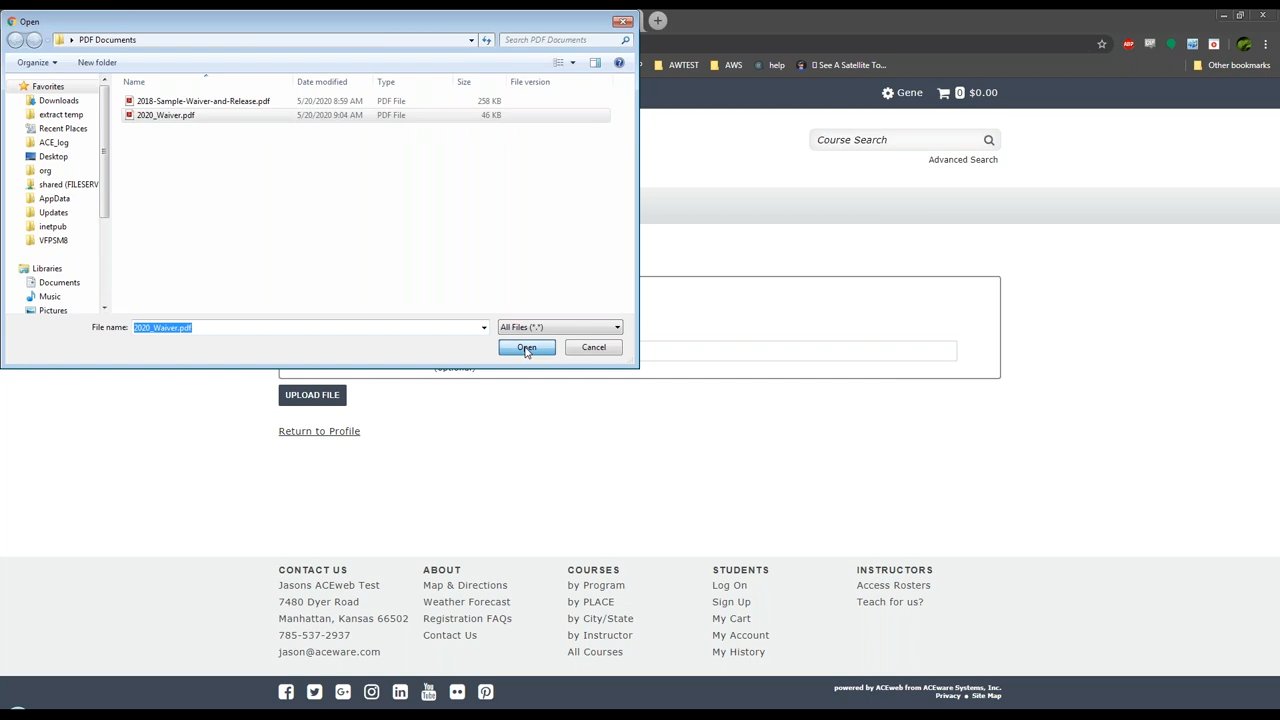 Open
PDF Documents
Search PDF Documents
Organize
New folder
Favorites
Downloads
extract temp
Recent Places
ACE_log
Desktop
org
shared (FILESERV
AppData
Updates
inetpub
VFPSM8
Libraries
Documents
Music
Pictures
Name Date modified Type Size File version
2018-Sample-Waiver-and-Release.pdf 5/20/2020 8:59 AM PDF File 258 KB
2020_Waiver.pdf 5/20/2020 9:04 AM PDF File 46 KB
File name: 2020_Waiver.pdf All Files (*.*)
Open Cancel
ABP
AWTEST AWS help See A Satellite To... Other bookmarks
Gene 0 $0.00
Course Search
Advanced Search
(optional)
UPLOAD FILE
Return to Profile
CONTACT US
Jasons ACEweb Test
7480 Dyer Road
Manhattan, Kansas 66502
785-537-2937
jason@aceware.com
ABOUT
Map & Directions
Weather Forecast
Registration FAQs
Contact Us
COURSES
by Program
by PLACE
by City/State
by Instructor
All Courses
STUDENTS
Log On
Sign Up
My Cart
My Account
My History
INSTRUCTORS
Access Rosters
Teach for us?
powered by ACEweb from ACEware Systems, Inc.
Privacy • Site Map